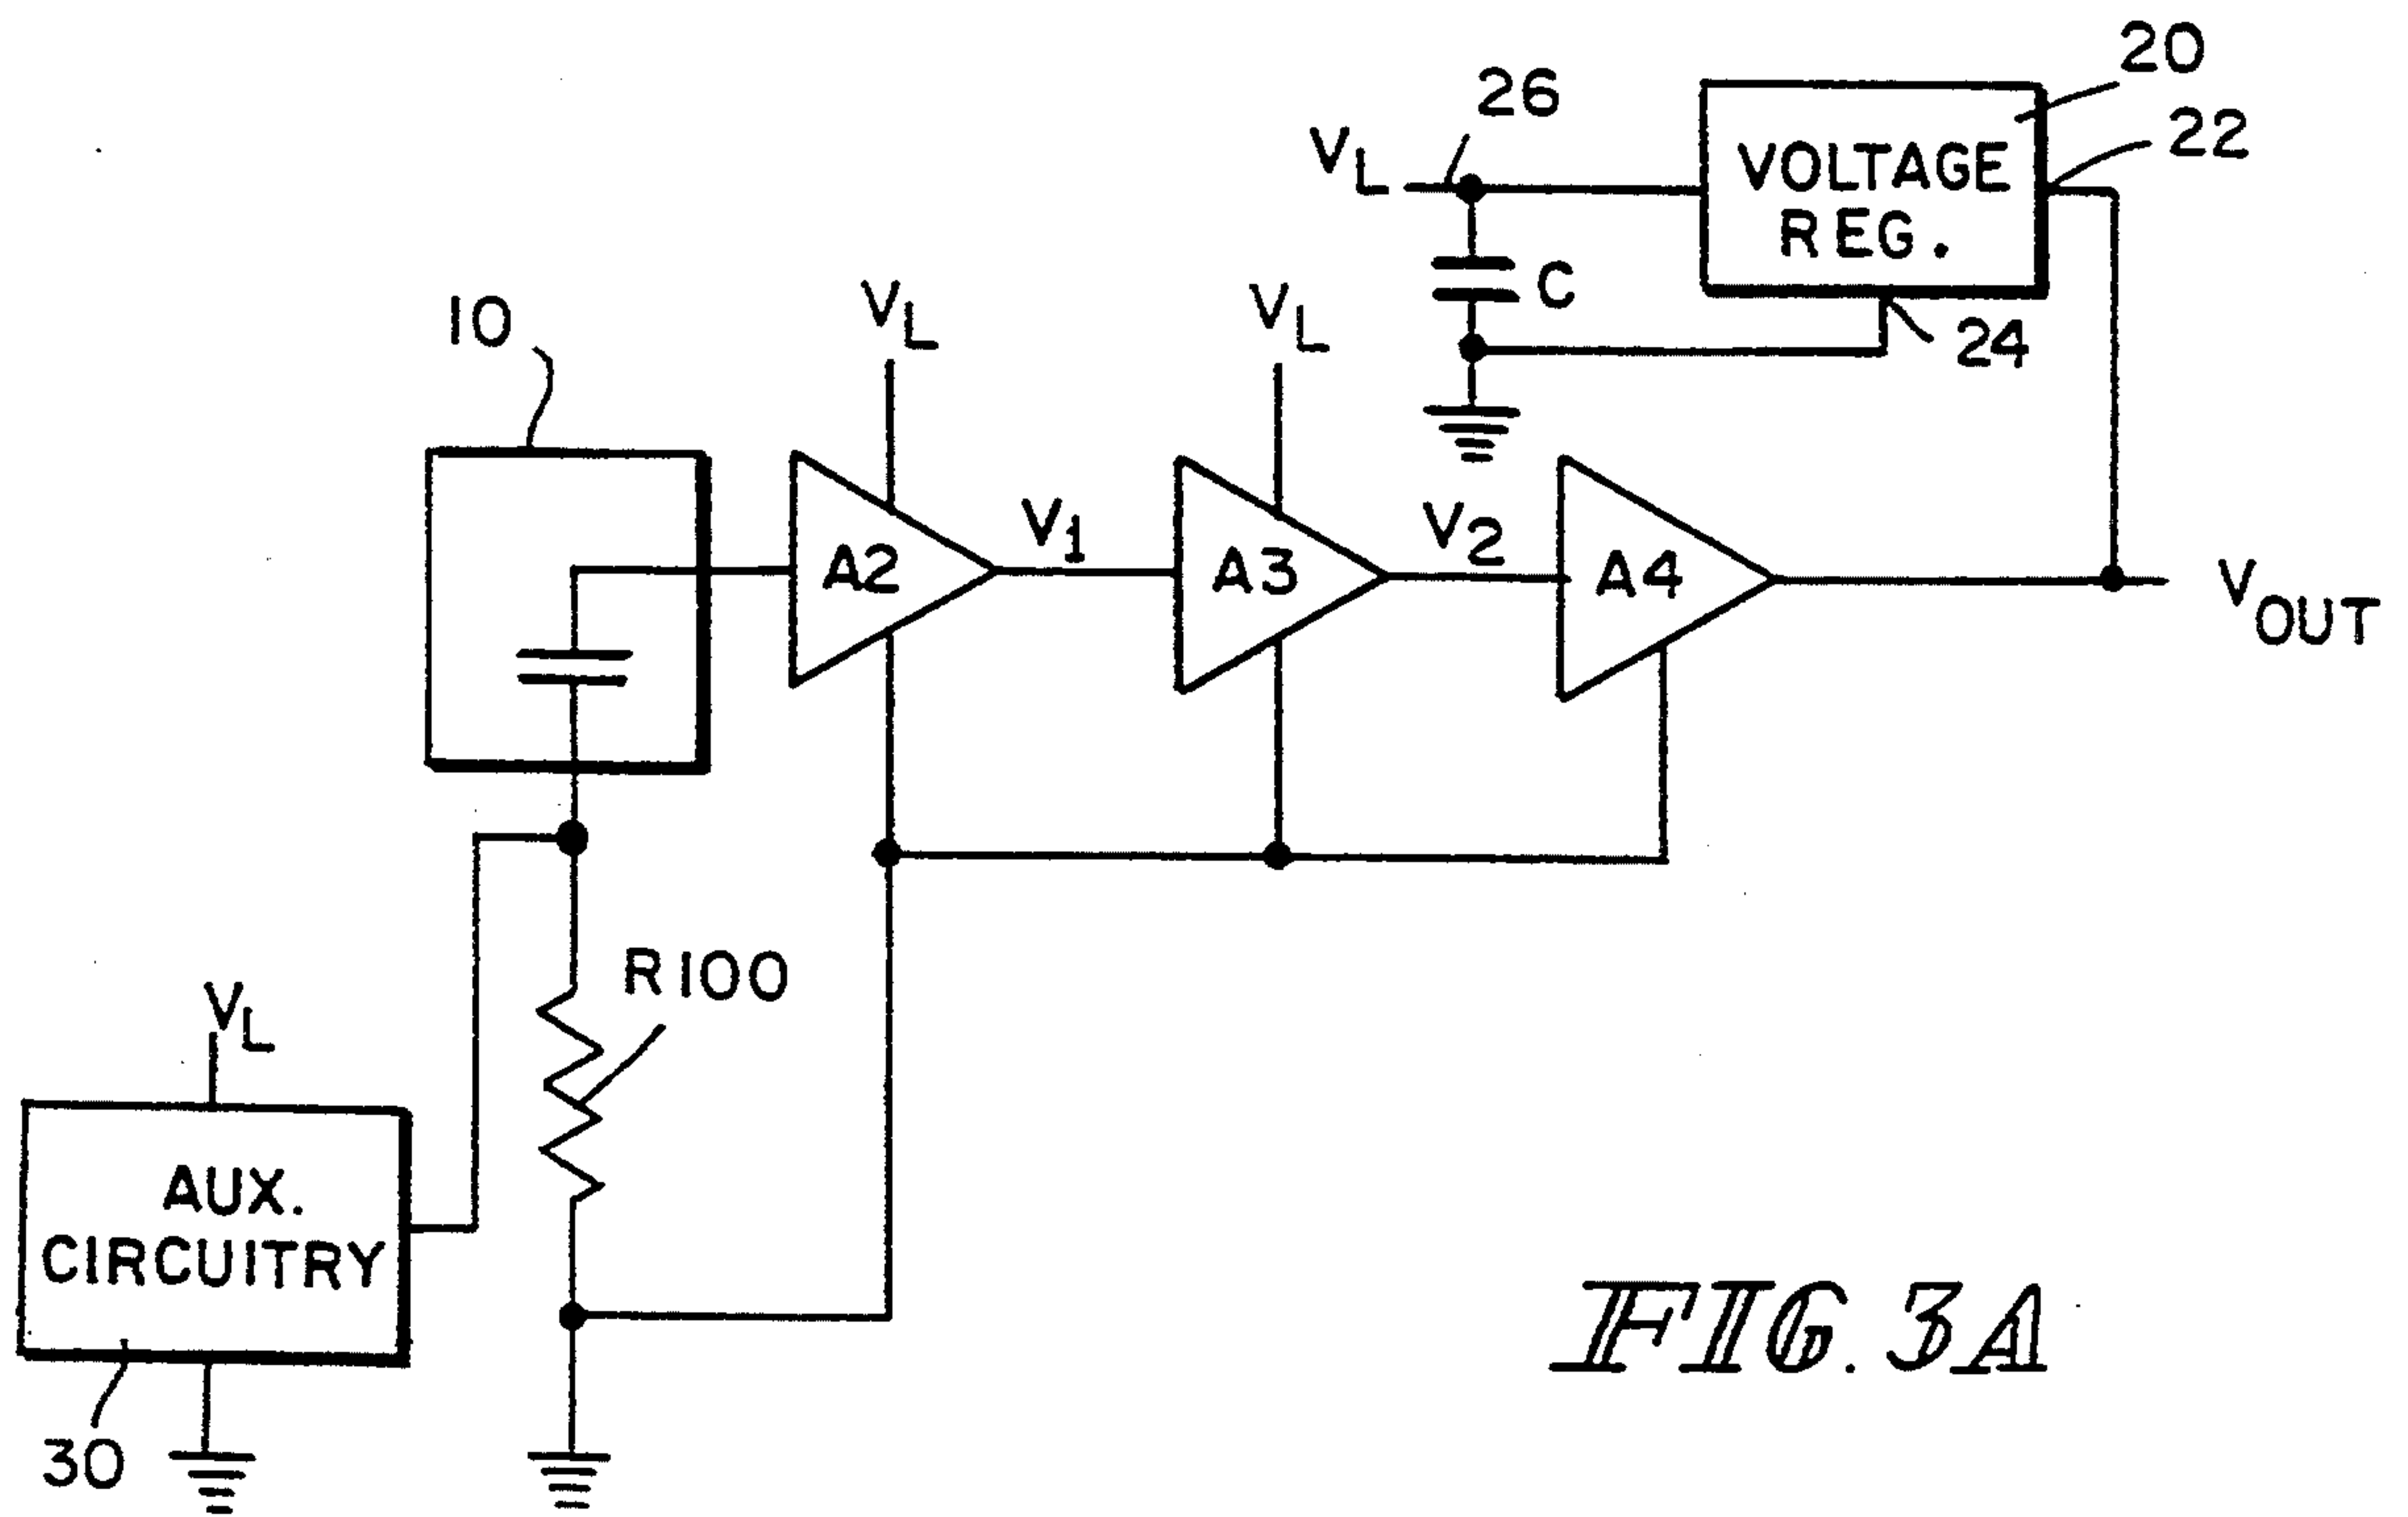 20
26
22
VL
VOLTAGE
REG.
C
24
10
VL
VL
A2
V1
A3
V2
A4
VOUT
R100
VL
AUX.
CIRCUITRY
30
FIG. 3A